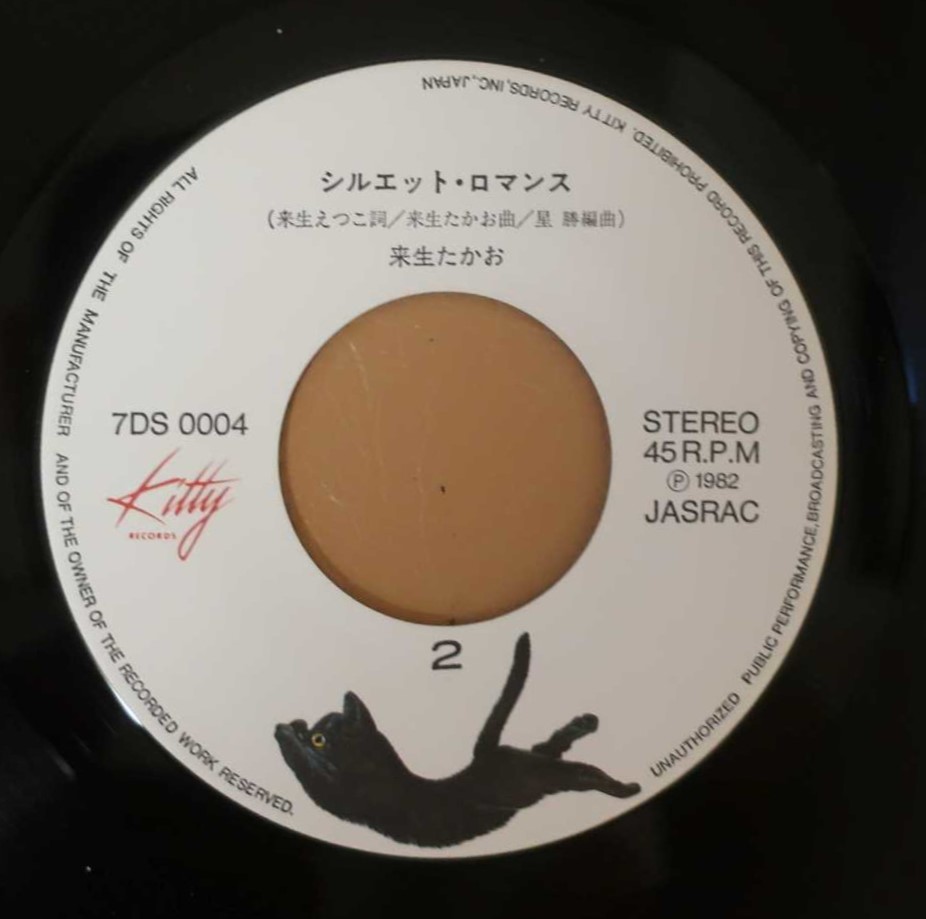 シルエット・ロマンス
(来生えつこ詞/来生たかお曲/星 勝編曲)
来生たかお
7DS 0004
Kitty
RECORDS
STEREO
45 R.P.M
Ⓟ 1982
JASRAC
2
ALL RIGHTS OF THE MANUFACTURER AND OF THE OWNER OF THE RECORDED WORK RESERVED.
UNAUTHORIZED PUBLIC PERFORMANCE, BROADCASTING AND COPYING OF THIS RECORD PROHIBITED. KITTY RECORDS, INC., JAPAN